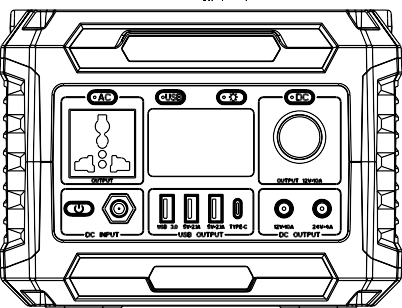 AC
USB
DC
OUTPUT
OUTPUT 12V-10A
USB 3.0
5V-2.1A
5V-2.1A
TYPE-C
12V-10A
24V-4A
DC INPUT
USB OUTPUT
DC OUTPUT